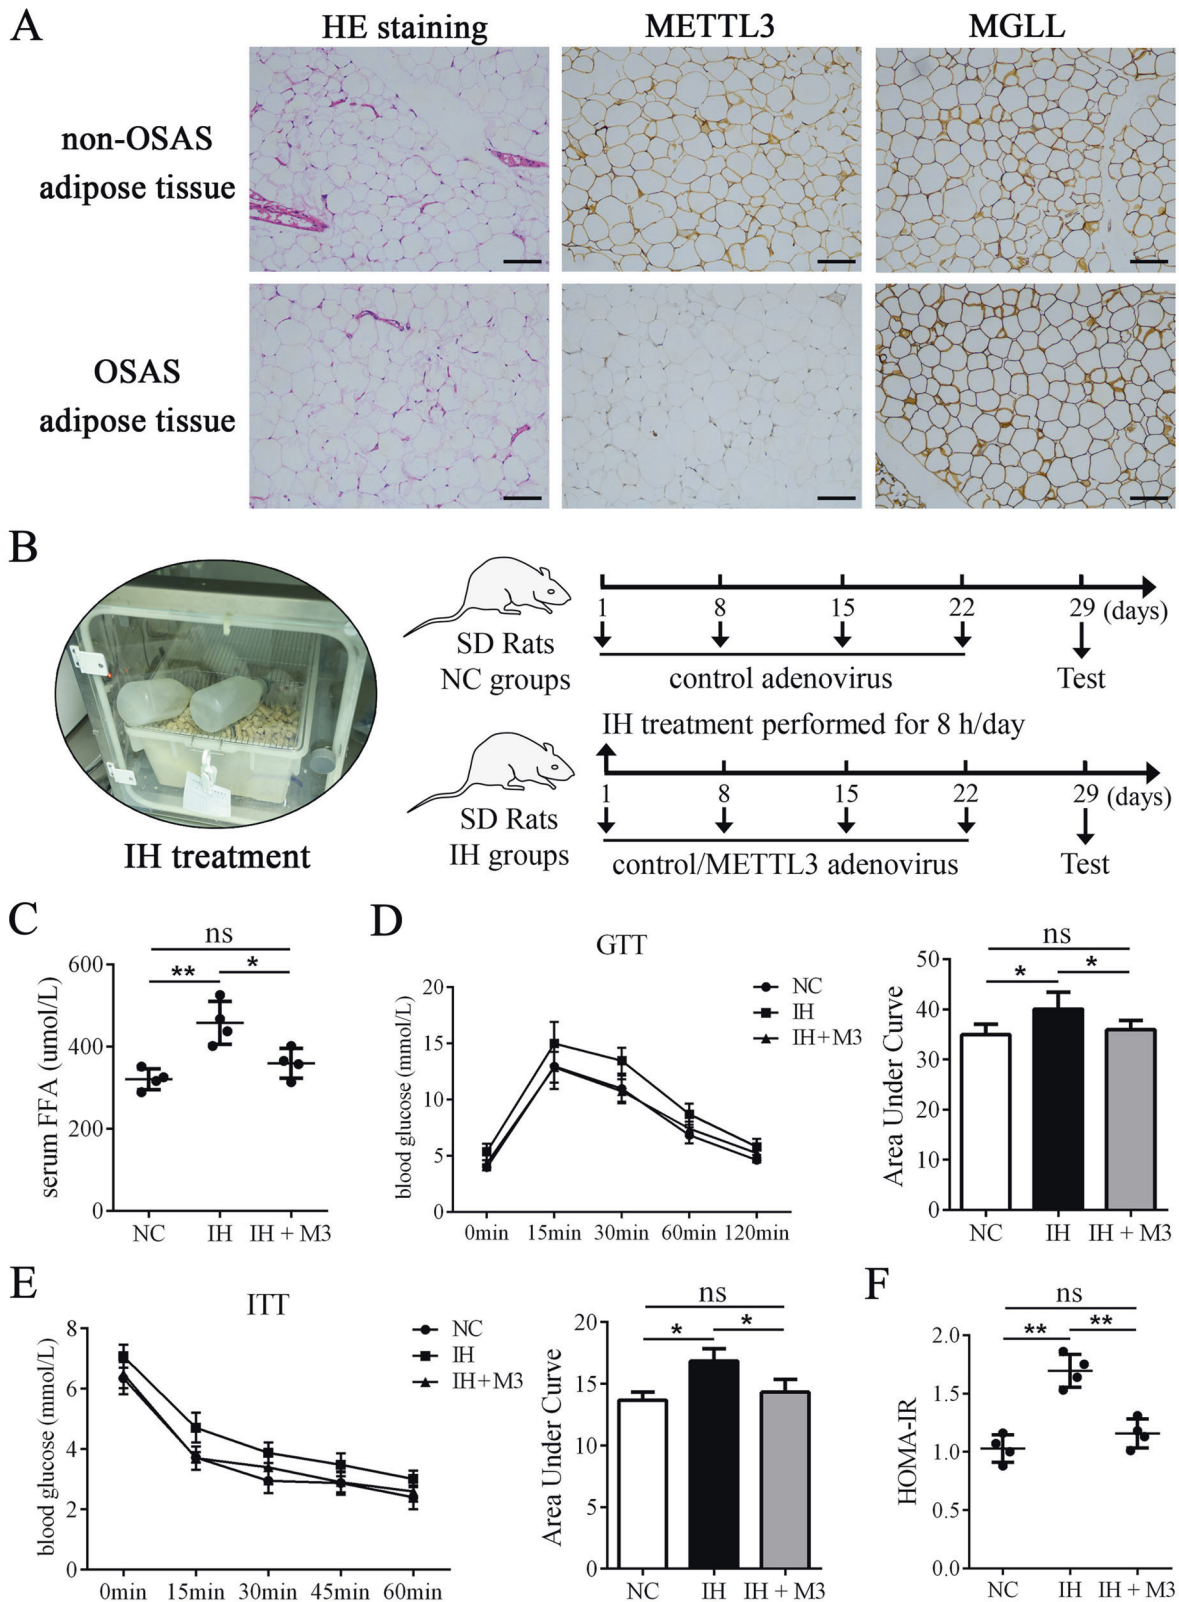 A
HE staining
METTL3
MGLL
non-OSAS
adipose tissue
OSAS
adipose tissue
B
IH treatment
SD Rats
NC groups
1 8 15 22 29 (days)
control adenovirus
Test
IH treatment performed for 8 h/day
SD Rats
IH groups
1 8 15 22 29 (days)
control/METTL3 adenovirus
Test
C
serum FFA (umol/L)
600
400
200
0
ns
** *
NC IH IH + M3
D
GTT
blood glucose (mmol/L)
20
15
10
5
0
NC
IH
IH+M3
0min 15min 30min 60min 120min
Area Under Curve
50
40
30
20
10
0
ns
* *
NC IH IH + M3
E
ITT
blood glucose (mmol/L)
8
6
4
2
0
NC
IH
IH+M3
0min 15min 30min 45min 60min
Area Under Curve
20
15
10
5
0
ns
* *
NC IH IH + M3
F
HOMA-IR
2.0
1.5
1.0
0.5
0.0
ns
** **
NC IH IH + M3